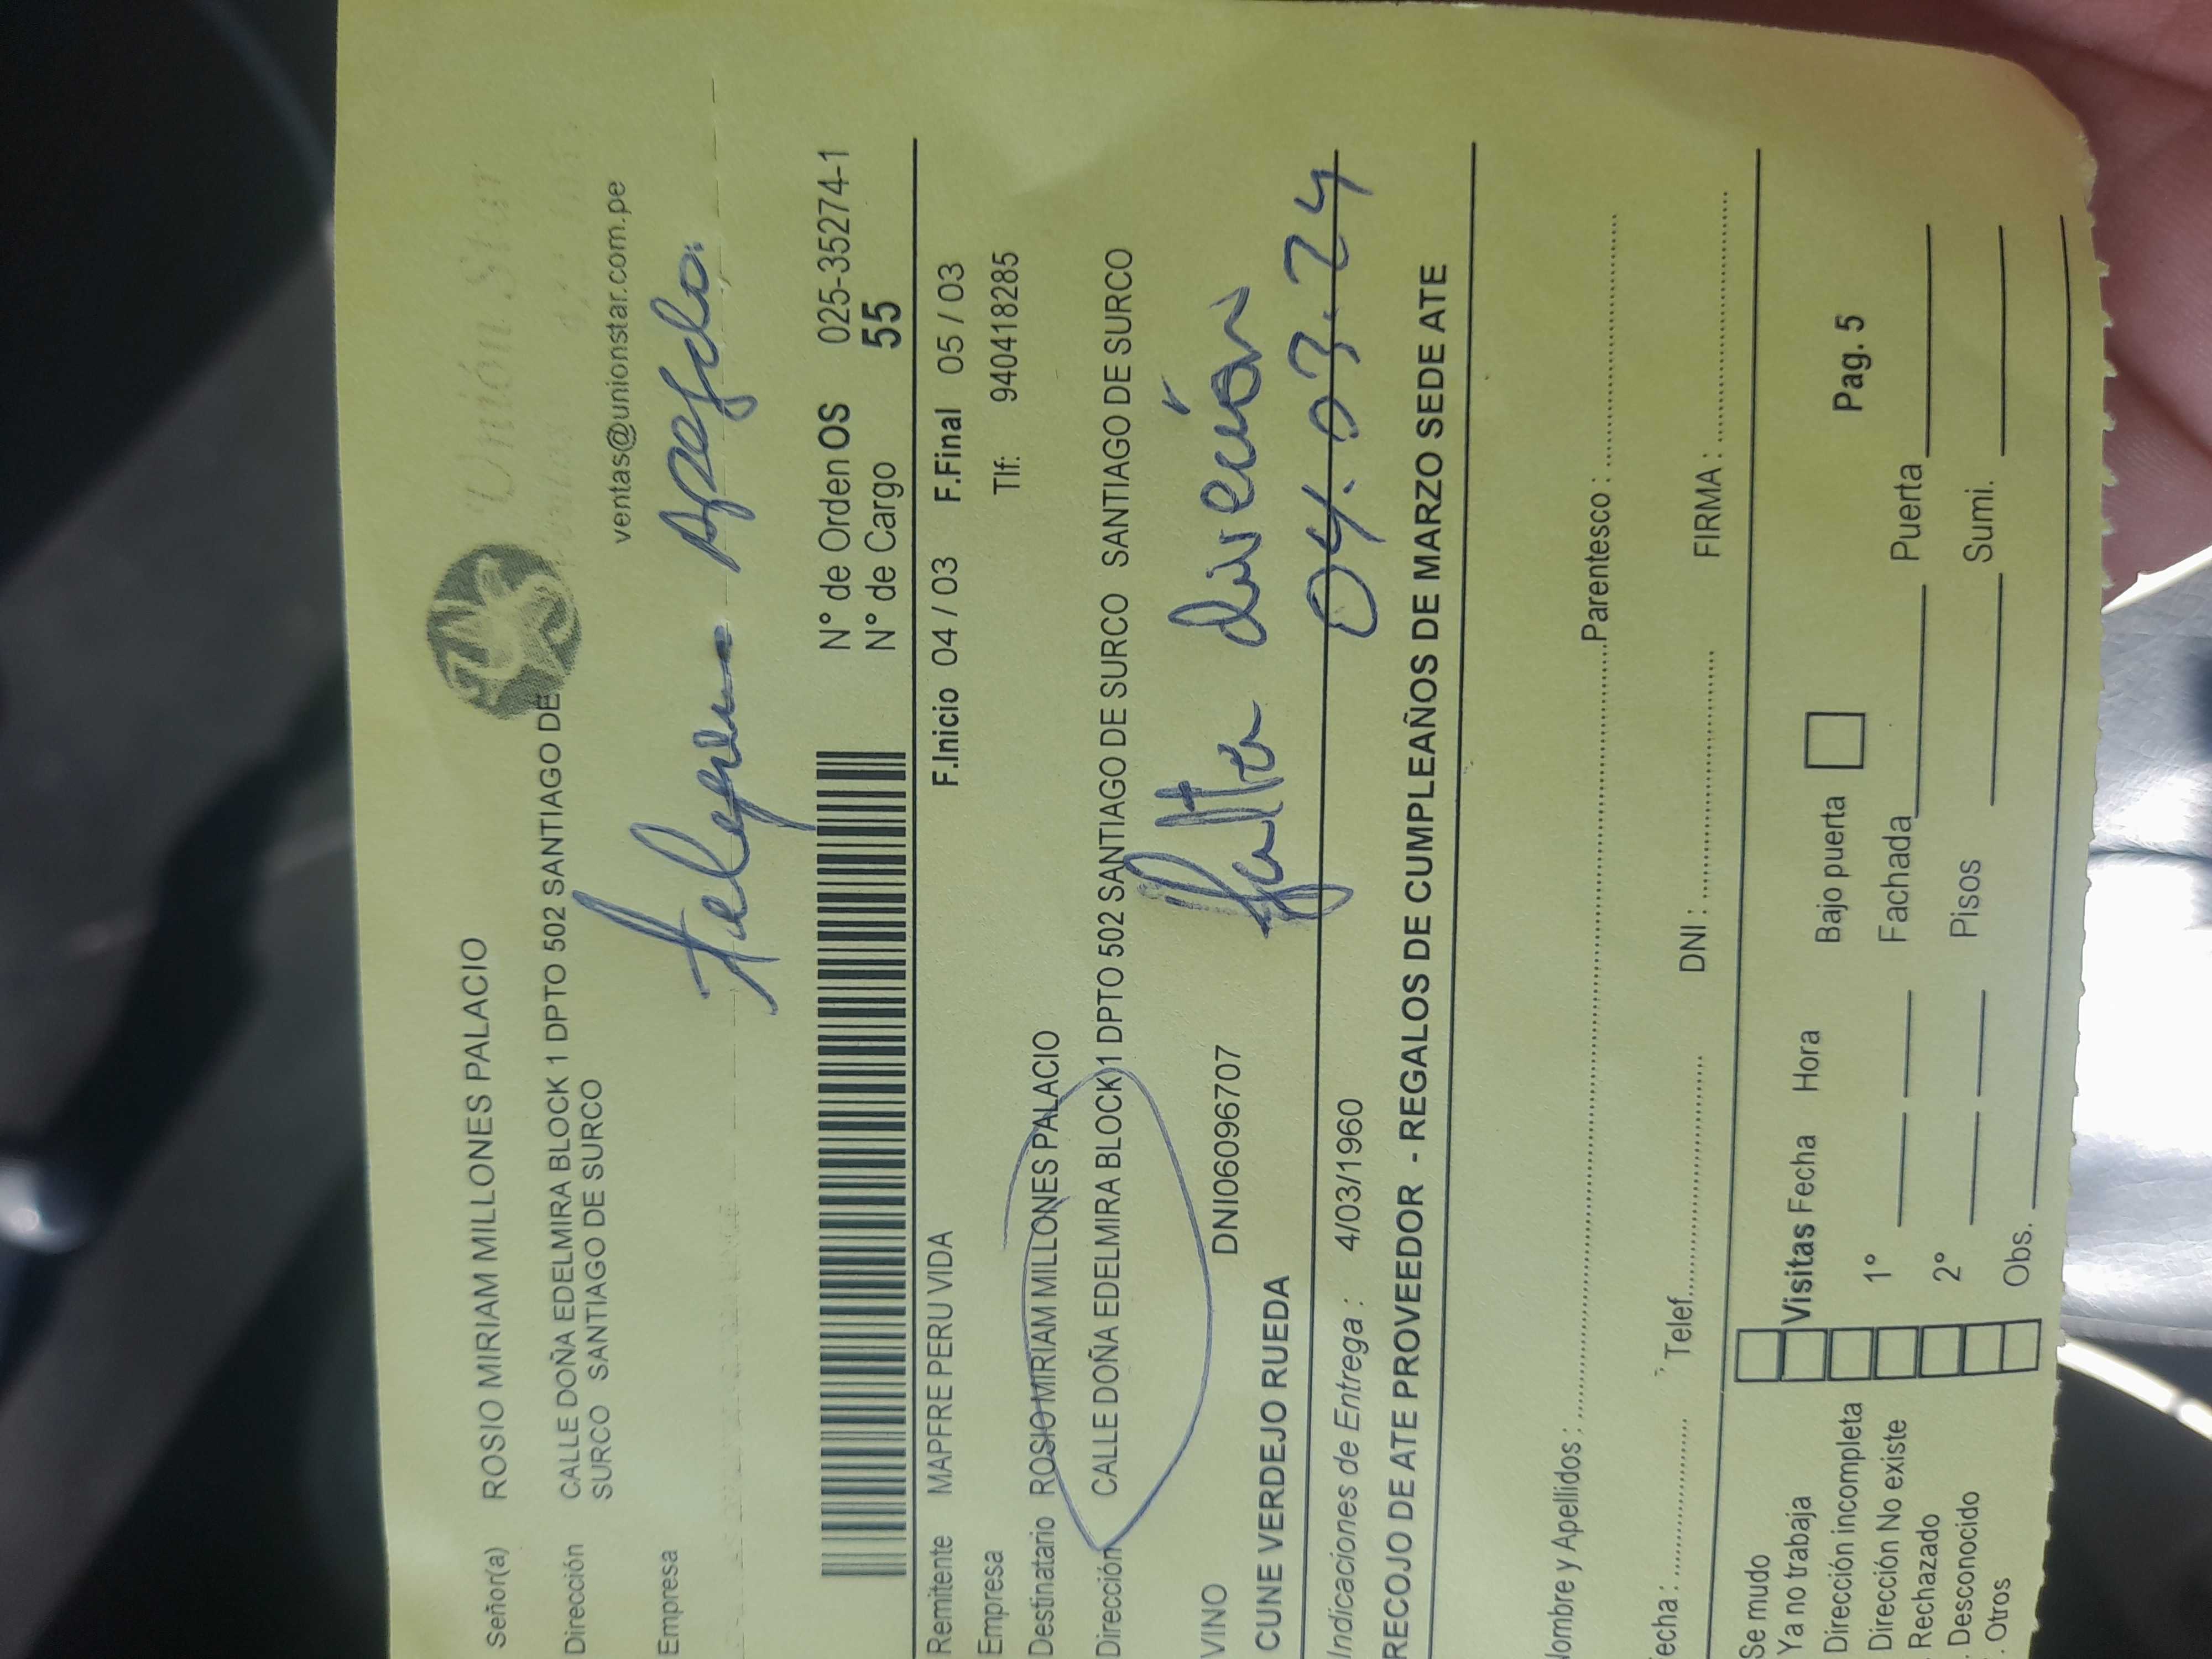 Unión Star
Señor(a) ROSIO MIRIAM MILLONES PALACIO
Dirección CALLE DOÑA EDELMIRA BLOCK 1 DPTO 502 SANTIAGO DE
SURCO SANTIAGO DE SURCO
ventas@unionstar.com.pe
Empresa
Telefono Apagado.
N° de Orden OS 025-35274-1
N° de Cargo 55
Remitente MAPFRE PERU VIDA F.Inicio 04 / 03 F.Final 05 / 03
Empresa Tlf: 940418285
Destinatario ROSIO MIRIAM MILLONES PALACIO
Dirección CALLE DOÑA EDELMIRA BLOCK 1 DPTO 502 SANTIAGO DE SURCO SANTIAGO DE SURCO
VINO DNI06096707
falta dirección
CUNE VERDEJO RUEDA
04.03.24
Indicaciones de Entrega : 4/03/1960
RECOJO DE ATE PROVEEDOR - REGALOS DE CUMPLEAÑOS DE MARZO SEDE ATE
ombre y Apellidos : Parentesco :
echa : Telef. DNI : FIRMA :
Se mudo
Ya no trabaja Visitas Fecha Hora Bajo puerta Pag. 5
Dirección incompleta
Dirección No existe 1° Fachada Puerta
Rechazado
Desconocido 2° Pisos Sumi.
. Otros Obs.